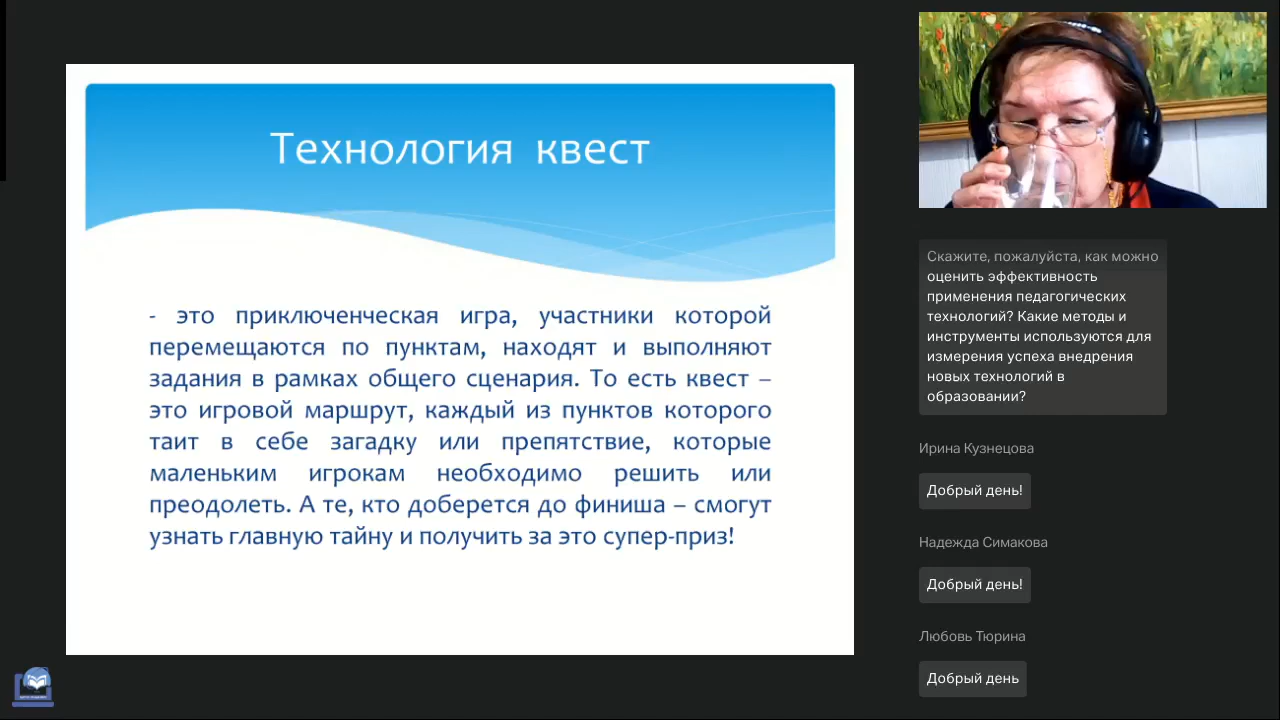 Технология квест
- это приключенческая игра, участники которой
перемещаются по пунктам, находят и выполняют
задания в рамках общего сценария. То есть квест –
это игровой маршрут, каждый из пунктов которого
таит в себе загадку или препятствие, которые
маленьким игрокам необходимо решить или
преодолеть. А те, кто доберется до финиша – смогут
узнать главную тайну и получить за это супер-приз!
Скажите, пожалуйста, как можно
оценить эффективность
применения педагогических
технологий? Какие методы и
инструменты используются для
измерения успеха внедрения
новых технологий в
образовании?
Ирина Кузнецова
Добрый день!
Надежда Симакова
Добрый день!
Любовь Тюрина
Добрый день